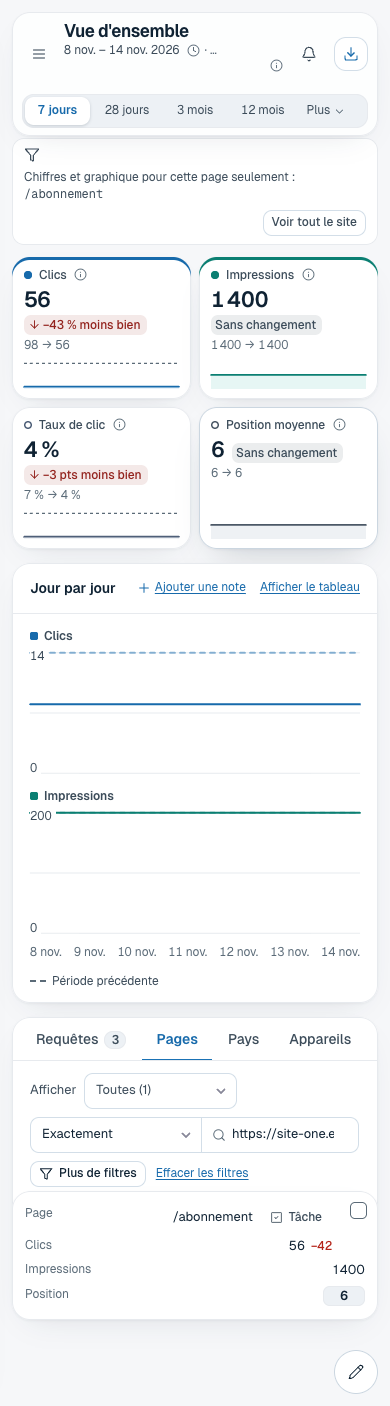 Vue d'ensemble
8 nov. – 14 nov. 2026 · ...
7 jours 28 jours 3 mois 12 mois Plus
Chiffres et graphique pour cette page seulement :
/abonnement
Voir tout le site
Clics
56
↓ −43 % moins bien
98 → 56
Impressions
1 400
Sans changement
1 400 → 1 400
Taux de clic
4 %
↓ −3 pts moins bien
7 % → 4 %
Position moyenne
6 Sans changement
6 → 6
Jour par jour + Ajouter une note Afficher le tableau
Clics
14
0
Impressions
200
0
8 nov. 9 nov. 10 nov. 11 nov. 12 nov. 13 nov. 14 nov.
Période précédente
Requêtes 3 Pages Pays Appareils
Afficher Toutes (1)
Exactement https://site-one.e
Plus de filtres Effacer les filtres
Page /abonnement Tâche
Clics 56 −42
Impressions 1 400
Position 6